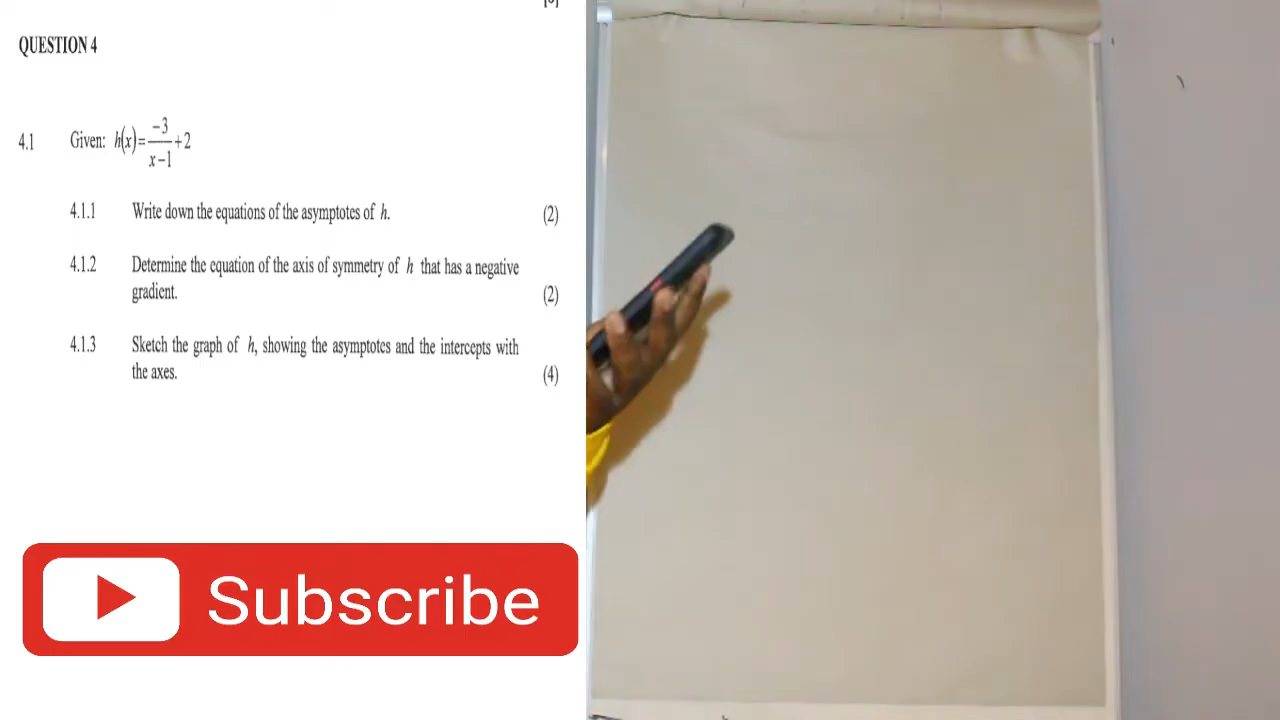 QUESTION 4
4.1 Given: h(x)=\frac{-3}{x-1}+2
4.1.1 Write down the equations of the asymptotes of h. (2)
4.1.2 Determine the equation of the axis of symmetry of h that has a negative
gradient. (2)
4.1.3 Sketch the graph of h, showing the asymptotes and the intercepts with
the axes. (4)
Subscribe